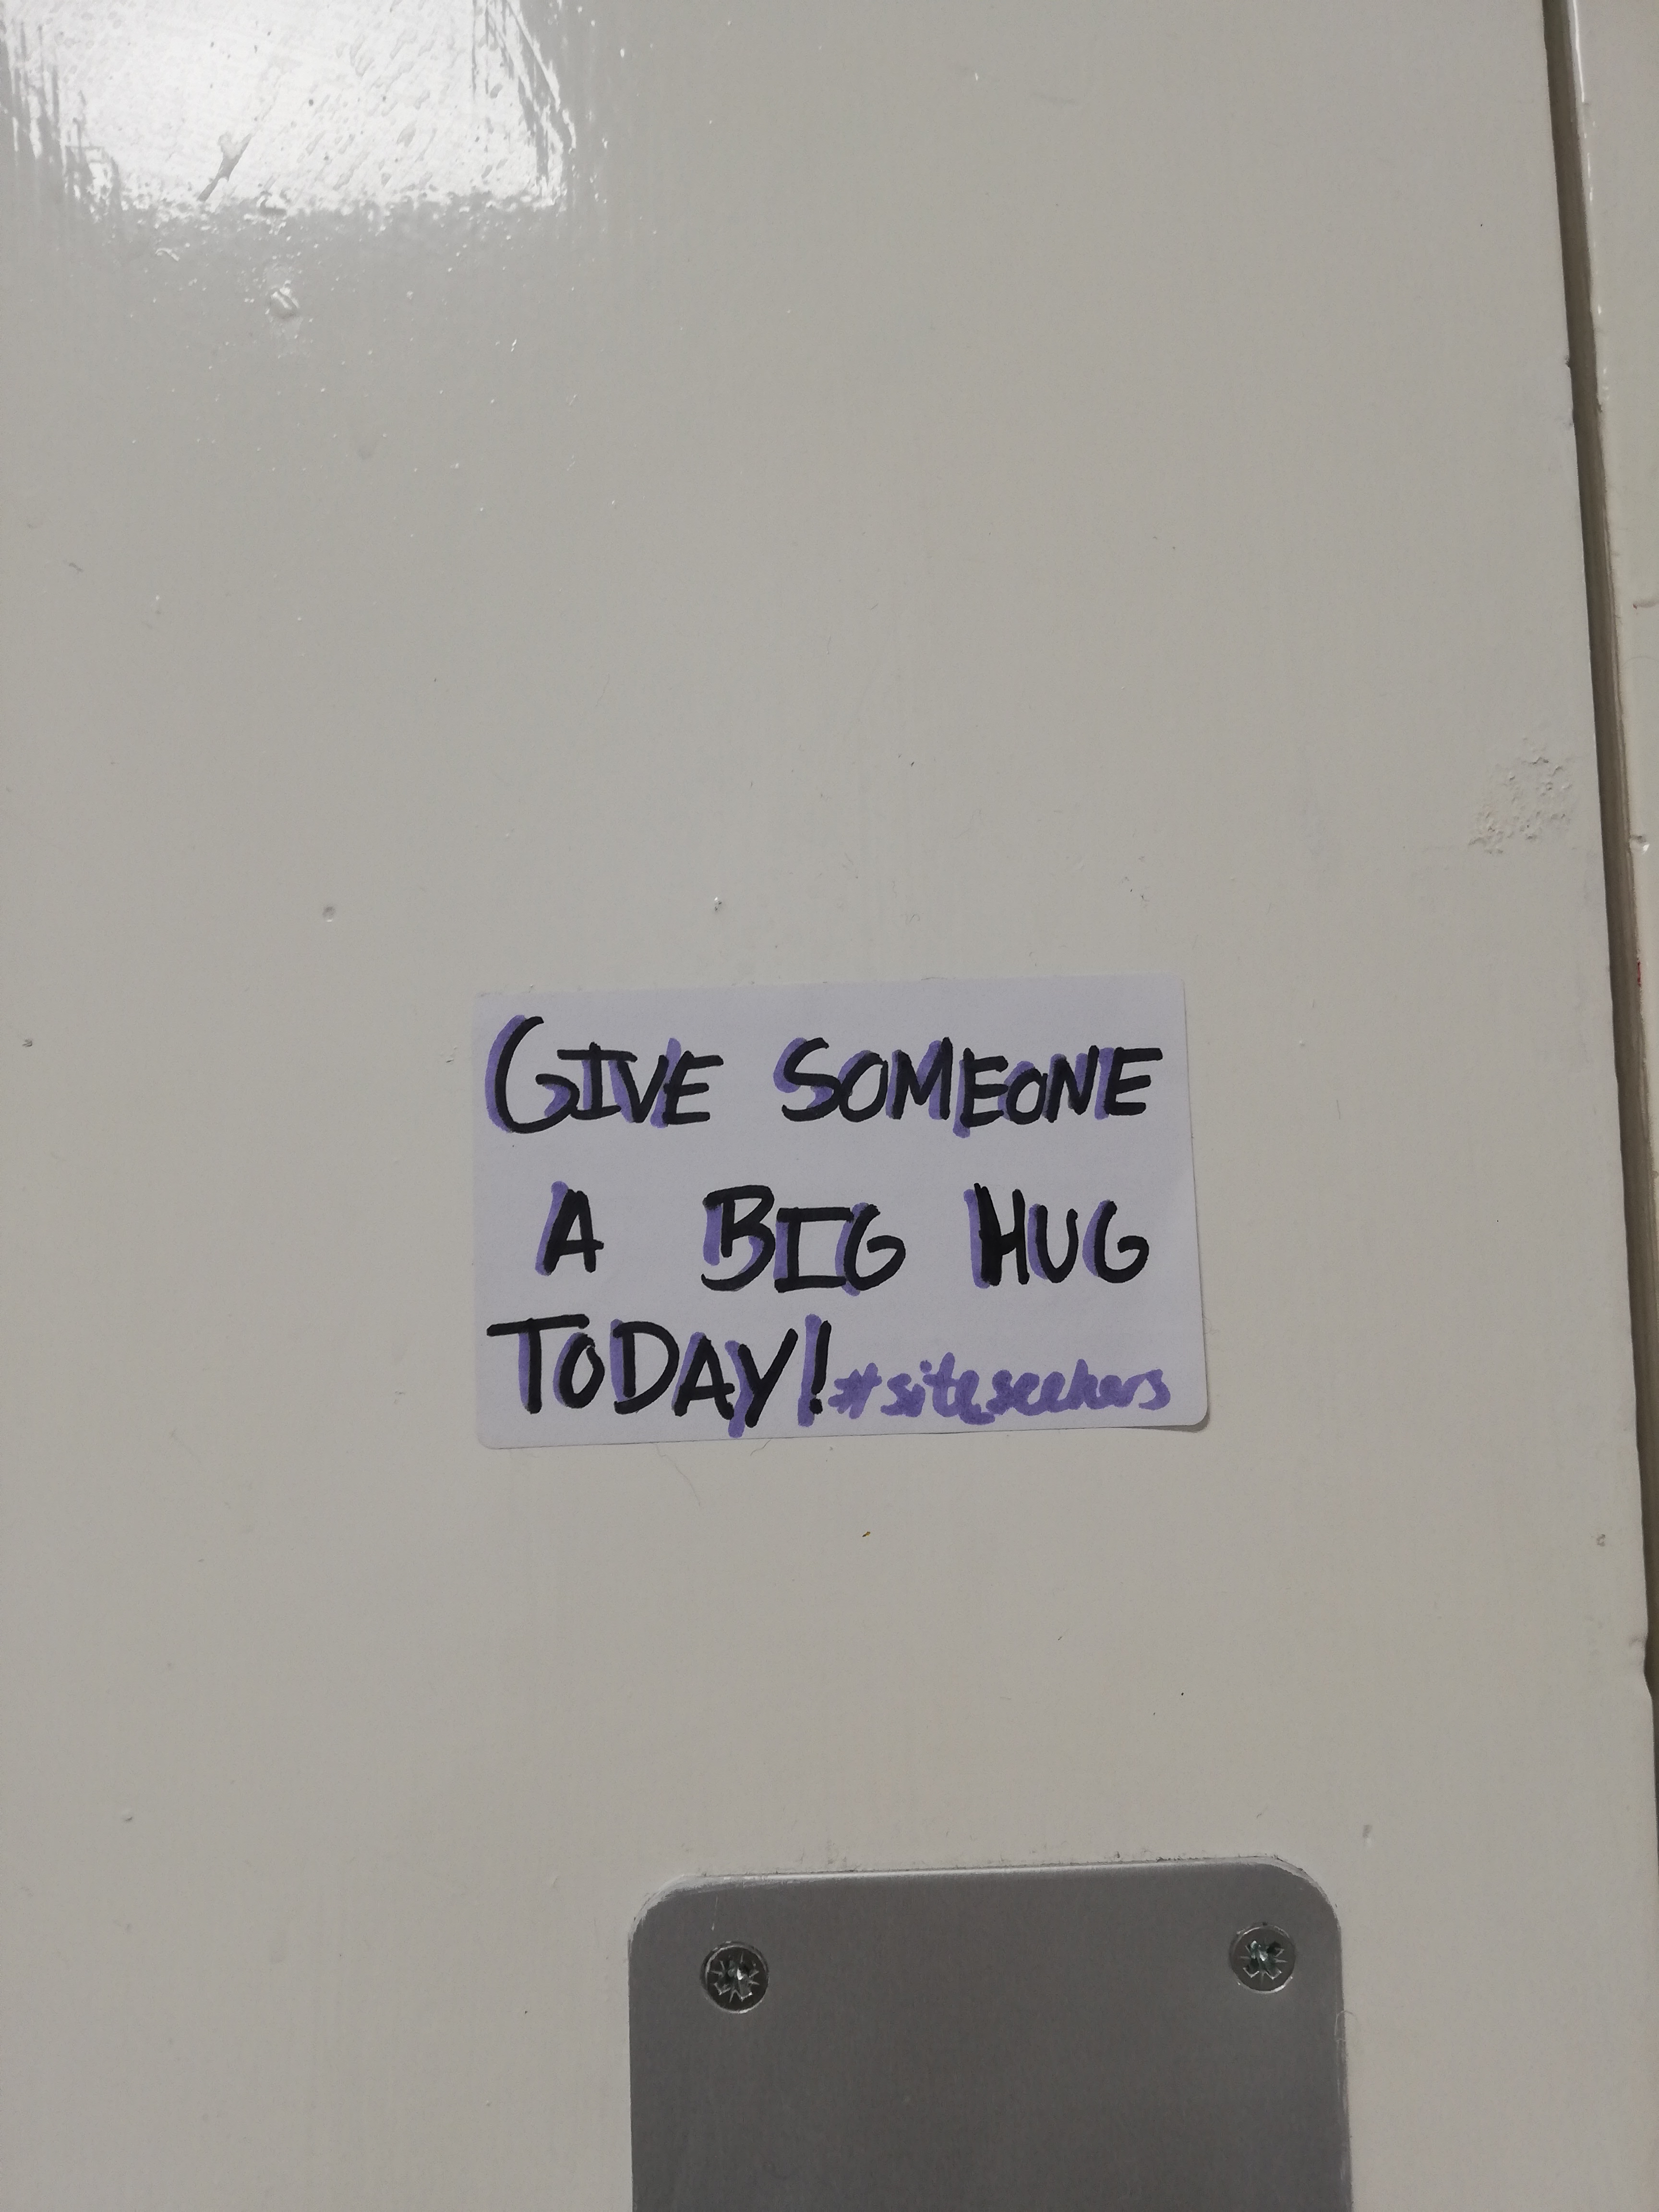 GIVE SOMEONE
A BIG HUG
TODAY! #siteseekers